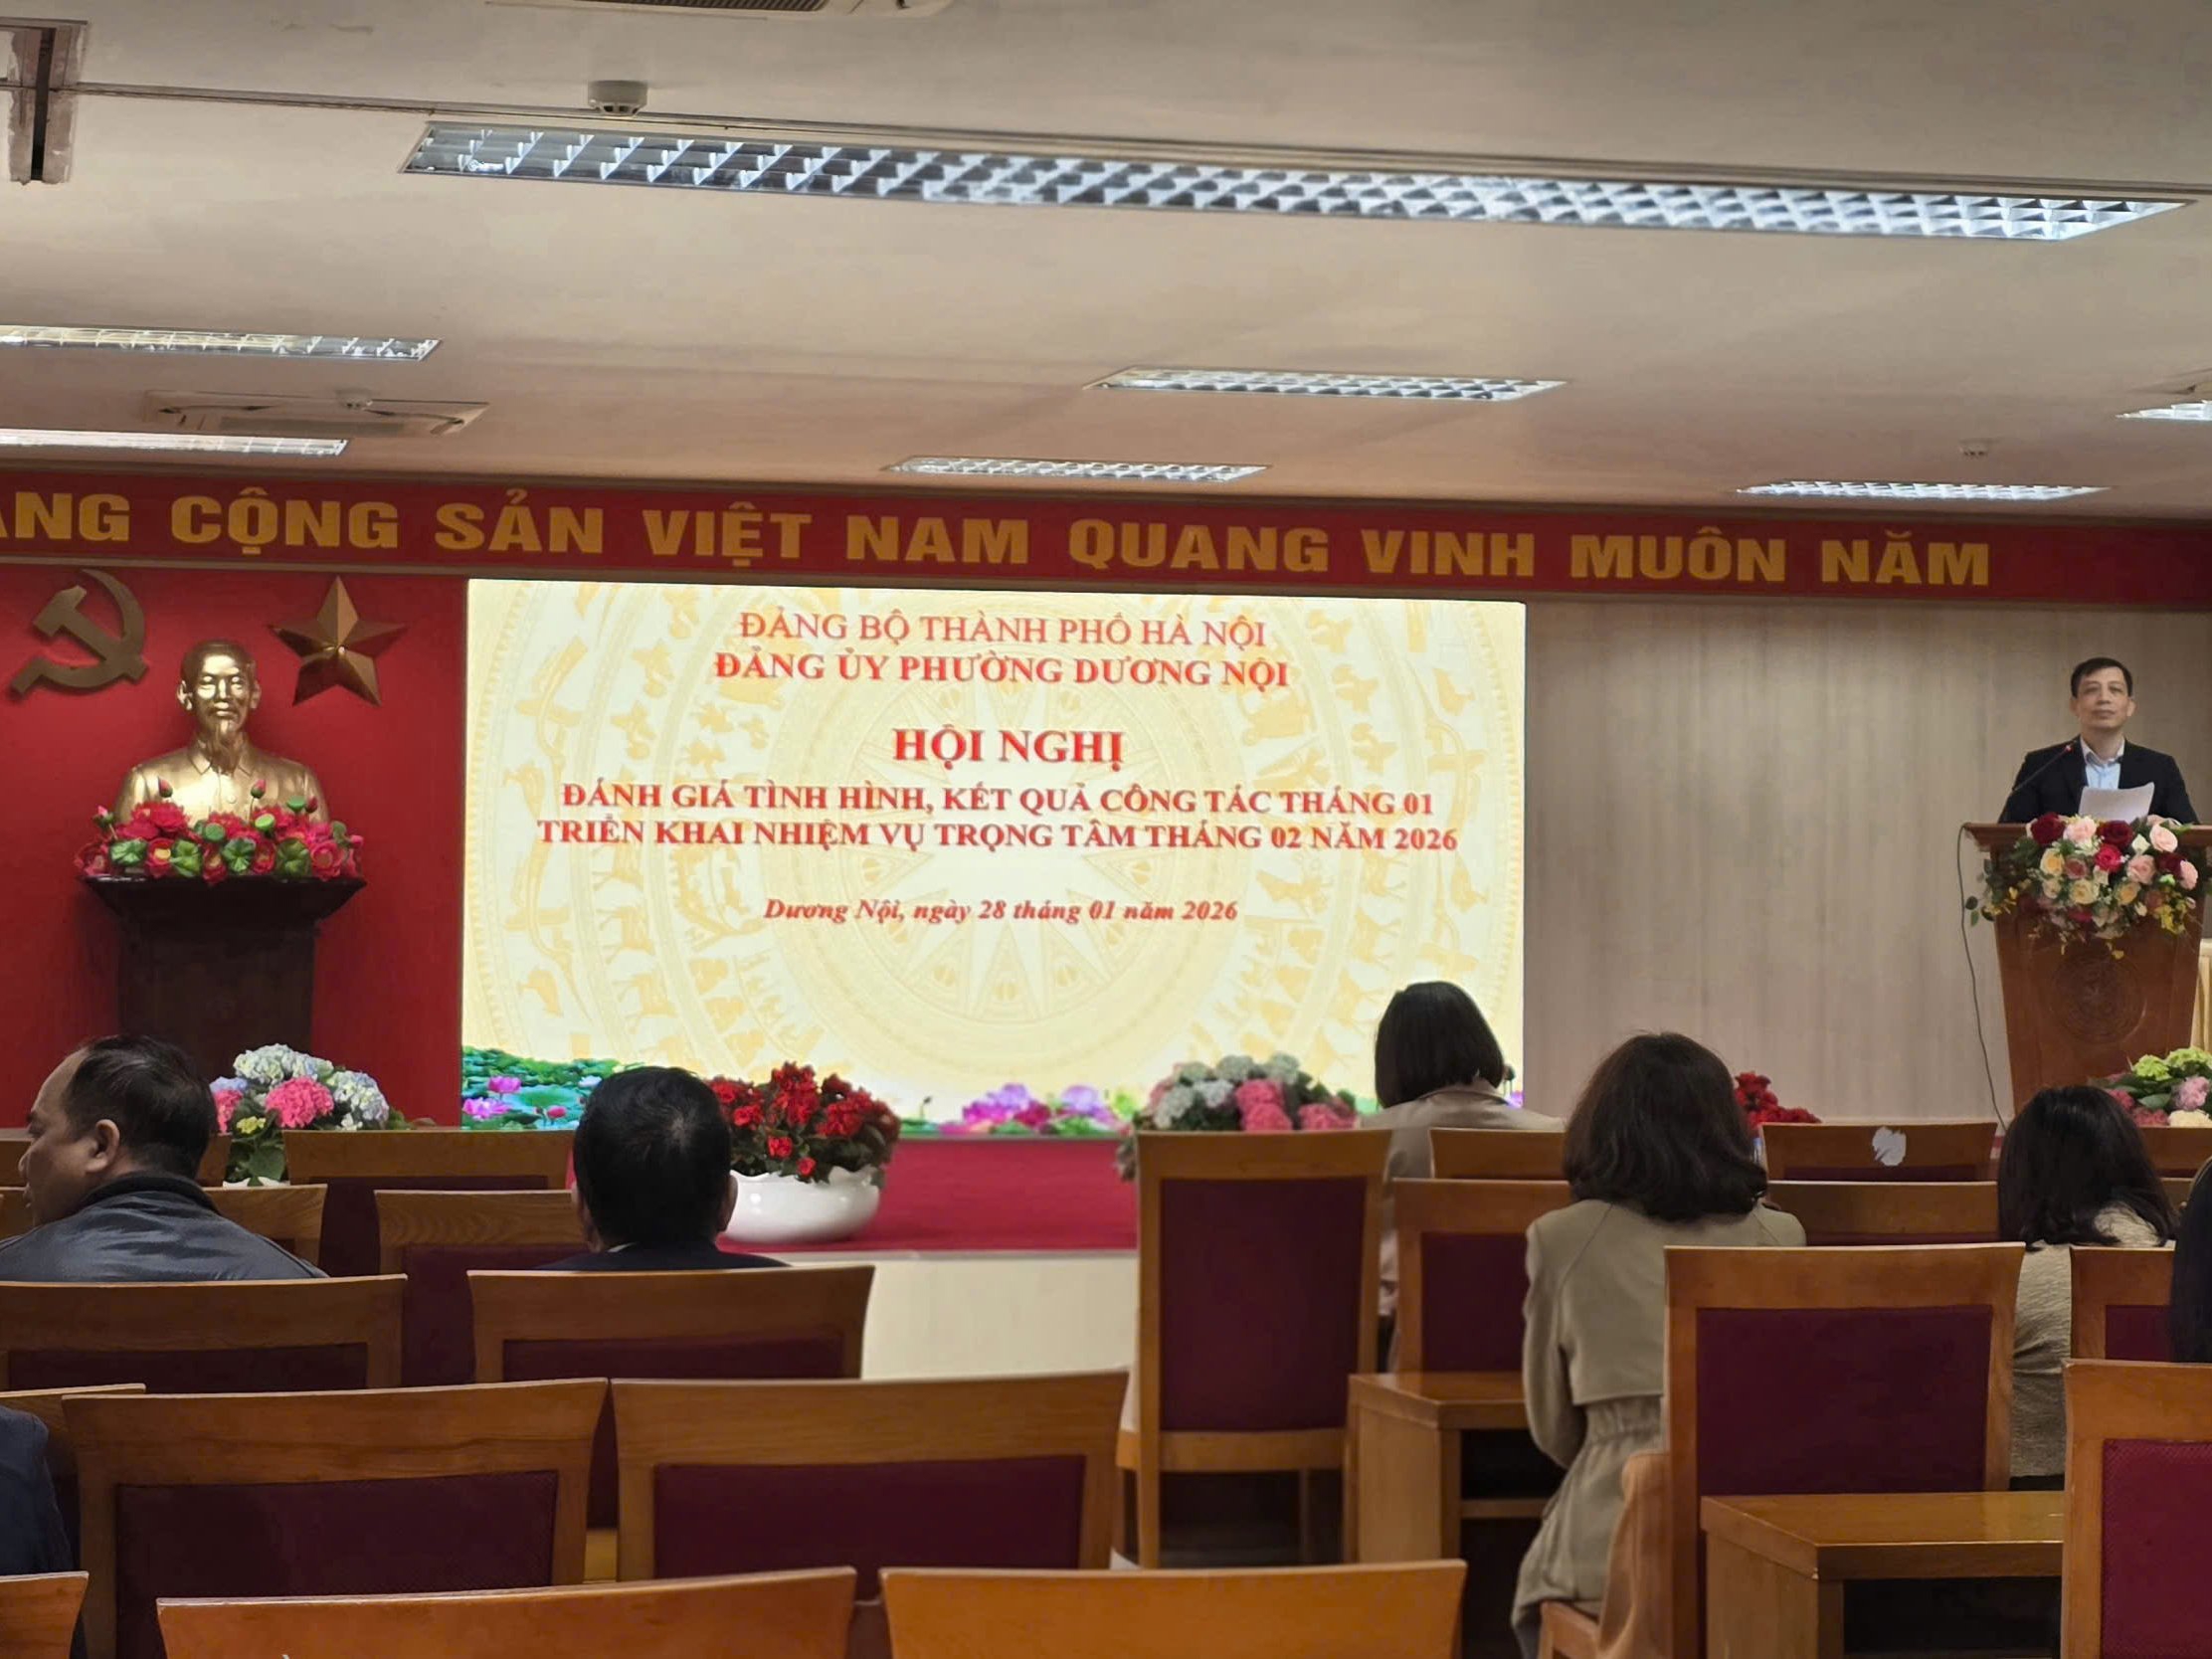 ẢNG CỘNG SẢN VIỆT NAM QUANG VINH MUÔN NĂM
ĐẢNG BỘ THÀNH PHỐ HÀ NỘI
ĐẢNG ỦY PHƯỜNG DƯƠNG NỘI
HỘI NGHỊ
ĐÁNH GIÁ TÌNH HÌNH, KẾT QUẢ CÔNG TÁC THÁNG 01
TRIỂN KHAI NHIỆM VỤ TRỌNG TÂM THÁNG 02 NĂM 2026
Dương Nội, ngày 28 tháng 01 năm 2026